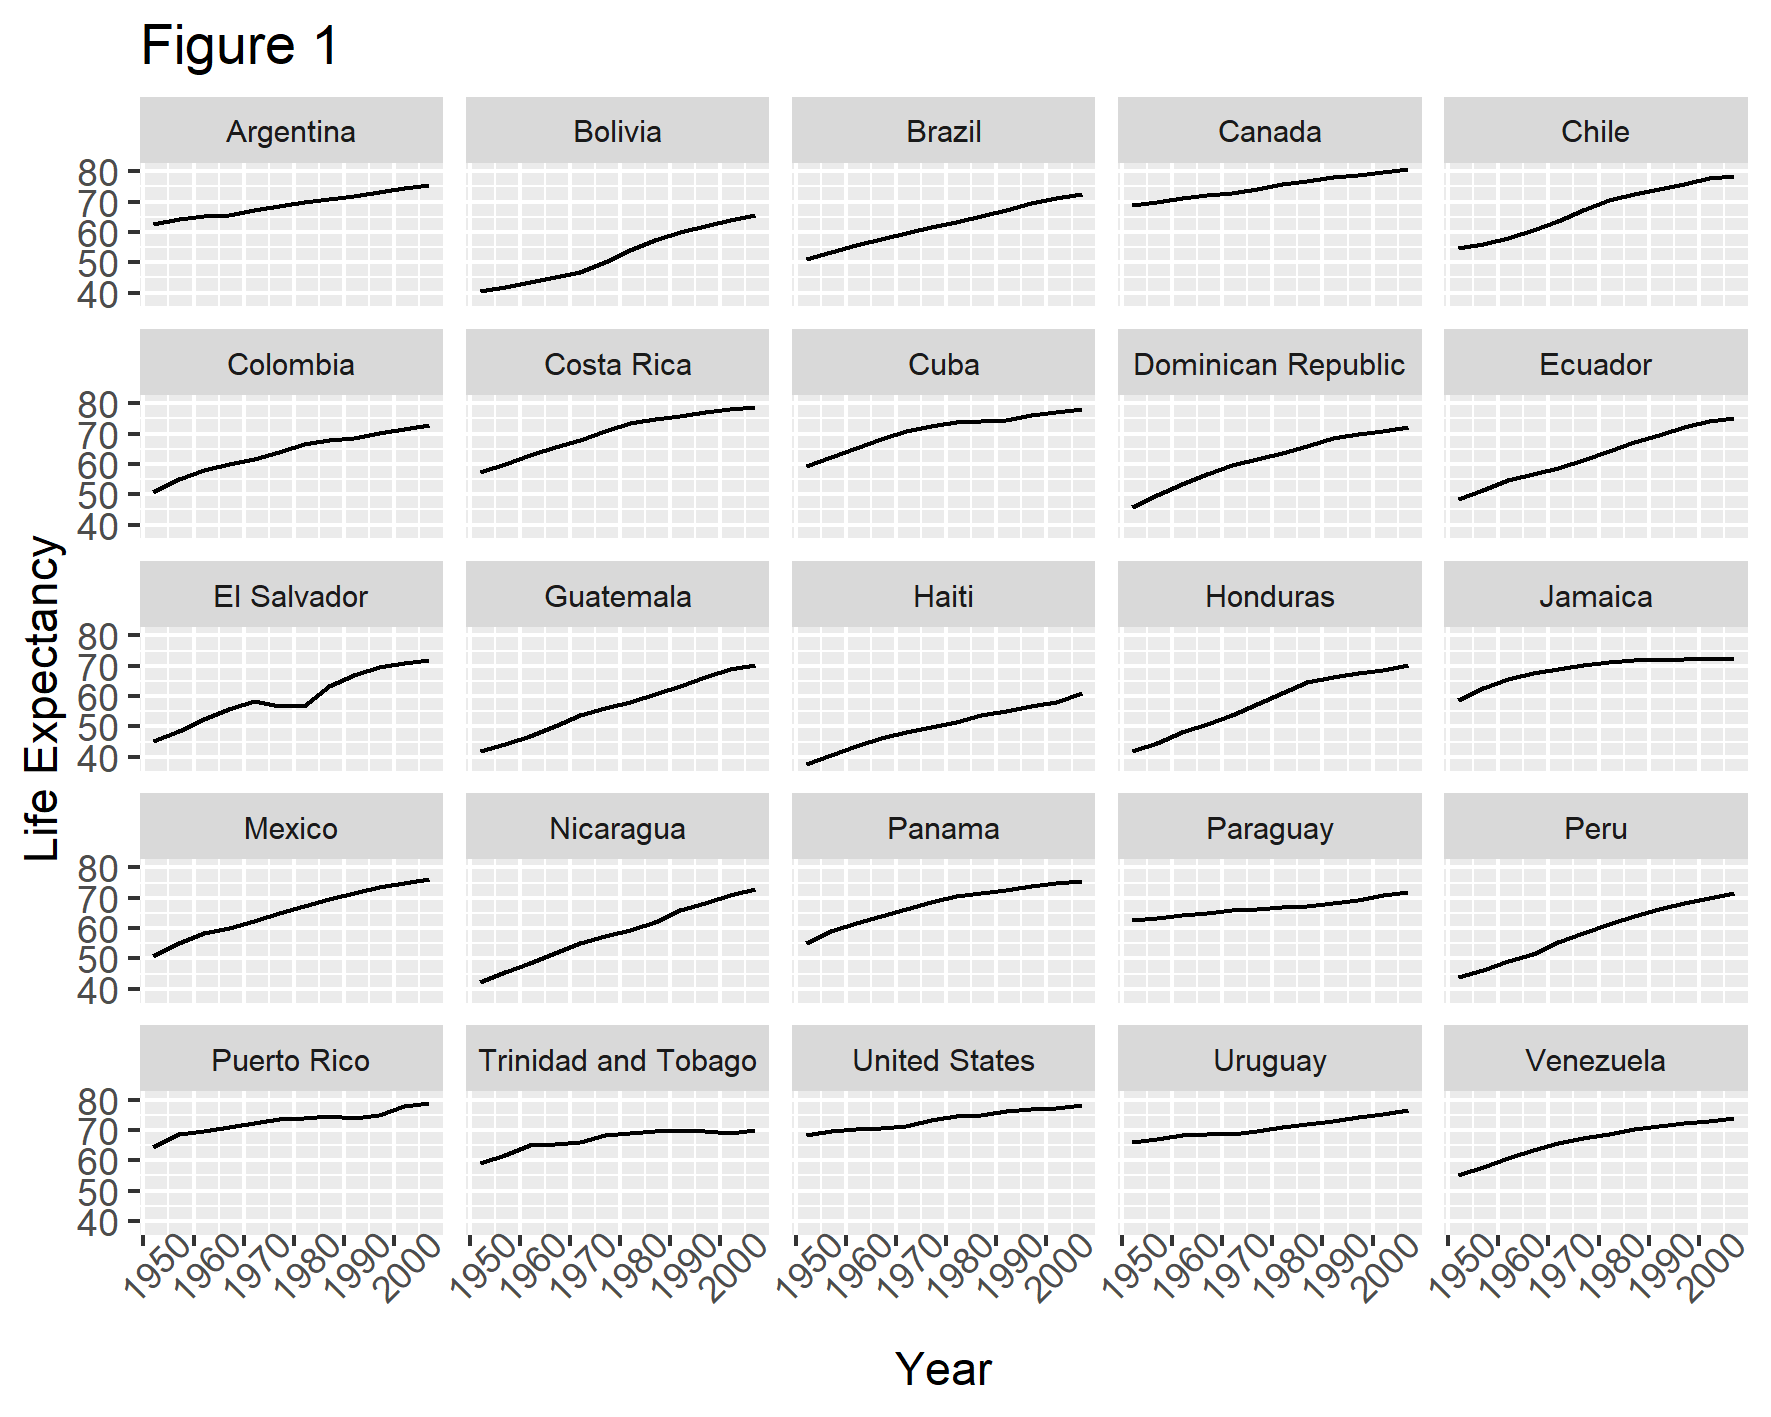 Figure 1
Argentina Bolivia Brazil Canada Chile
80
70
60
50
40
Colombia Costa Rica Cuba Dominican Republic Ecuador
80
70
60
50
40
El Salvador Guatemala Haiti Honduras Jamaica
80
70
60
50
40
Mexico Nicaragua Panama Paraguay Peru
80
70
60
50
40
Puerto Rico Trinidad and Tobago United States Uruguay Venezuela
80
70
60
50
40
Life Expectancy
1950 1960 1970 1980 1990 2000 1950 1960 1970 1980 1990 2000 1950 1960 1970 1980 1990 2000 1950 1960 1970 1980 1990 2000 1950 1960 1970 1980 1990 2000
Year